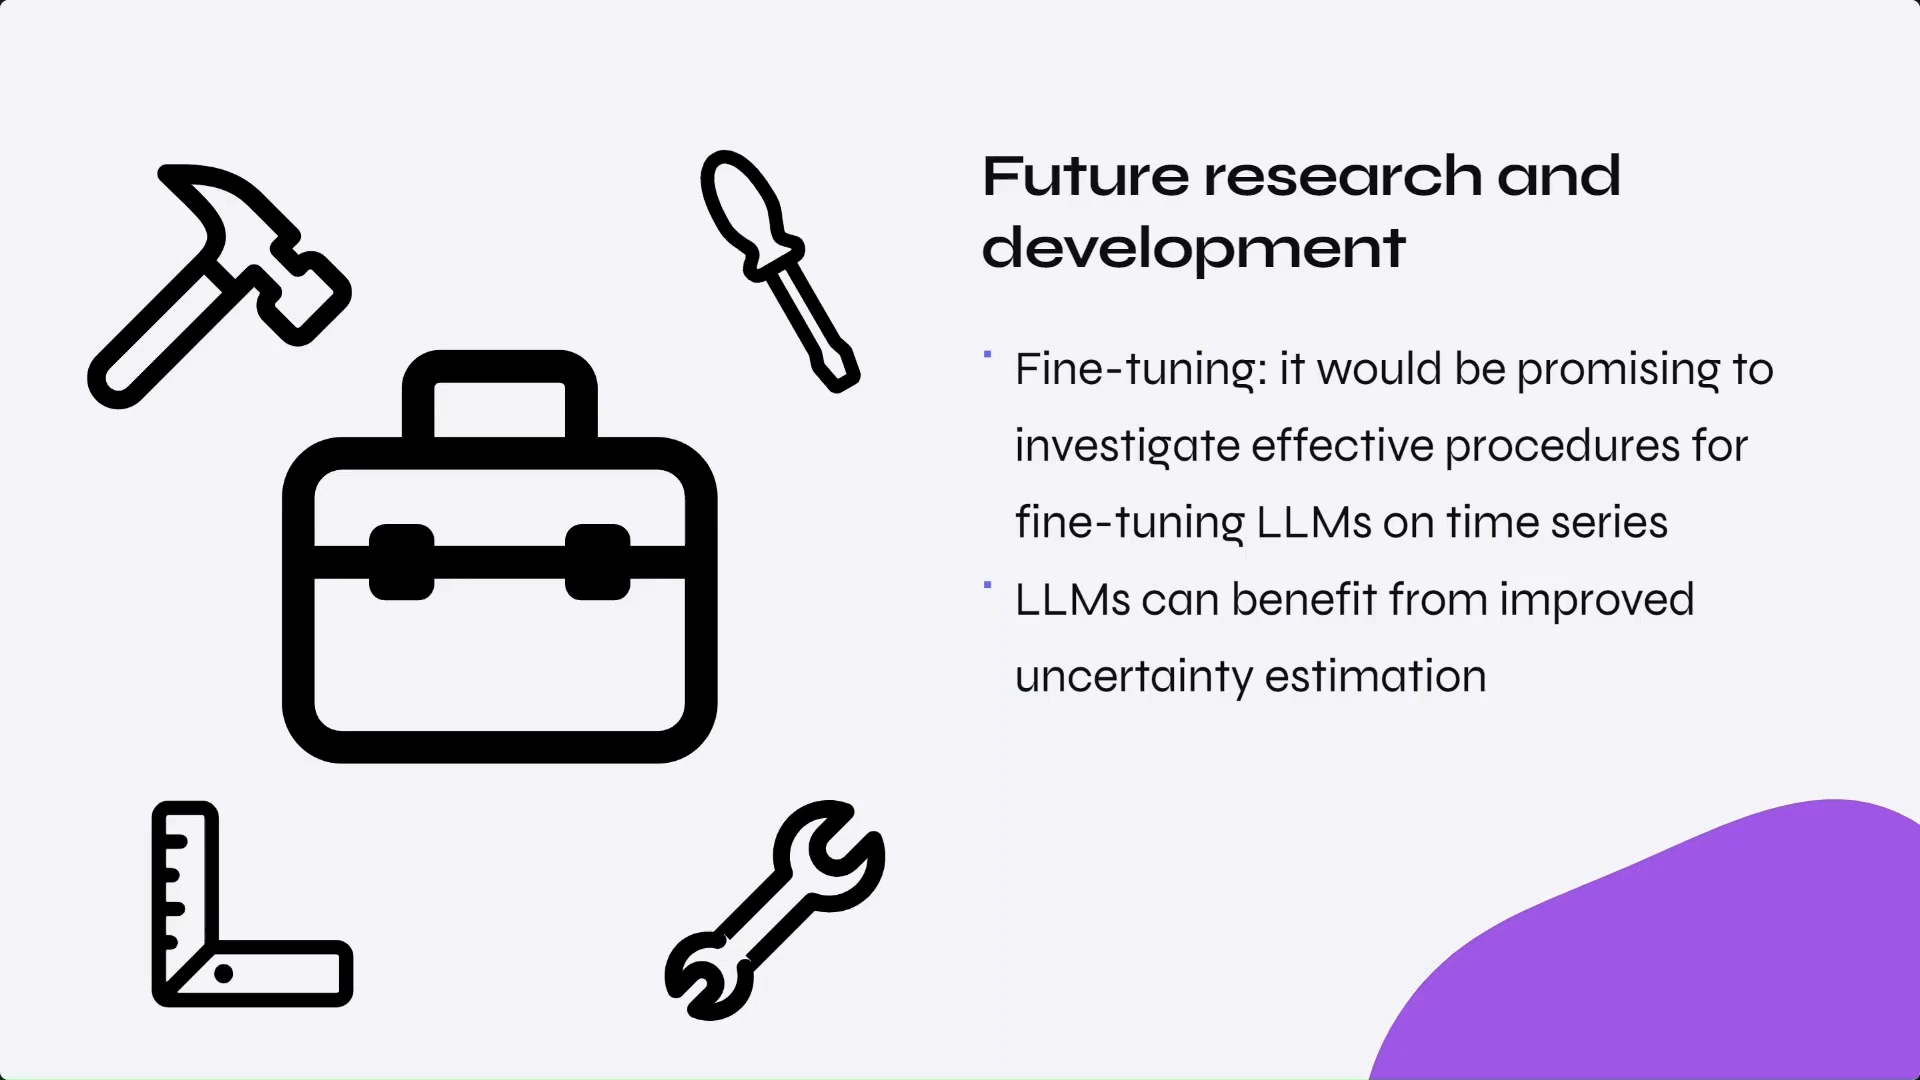 Future research and
development
Fine-tuning: it would be promising to
investigate effective procedures for
fine-tuning LLMs on time series
LLMs can benefit from improved
uncertainty estimation